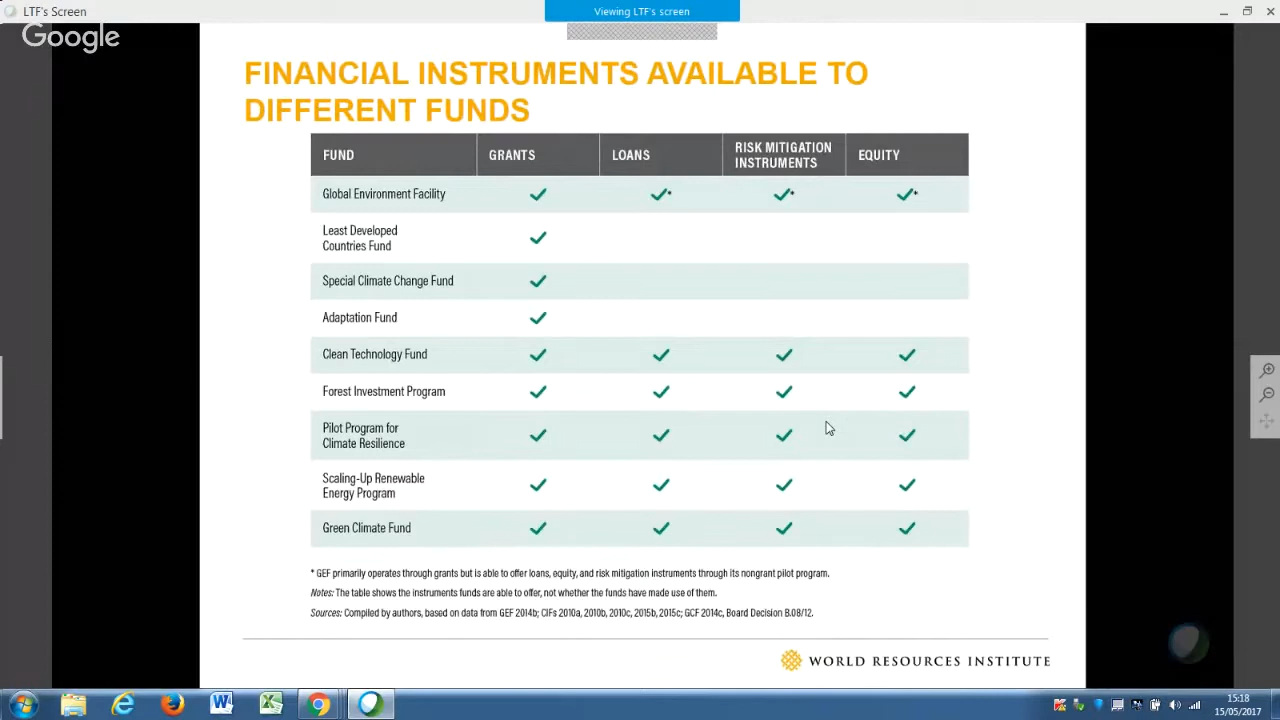 LTF's Screen
Viewing LTF's screen
Google
FINANCIAL INSTRUMENTS AVAILABLE TO
DIFFERENT FUNDS
FUND GRANTS LOANS RISK MITIGATION INSTRUMENTS EQUITY
Global Environment Facility ✓ ✓* ✓* ✓*
Least Developed
Countries Fund ✓
Special Climate Change Fund ✓
Adaptation Fund ✓
Clean Technology Fund ✓ ✓ ✓ ✓
Forest Investment Program ✓ ✓ ✓ ✓
Pilot Program for
Climate Resilience ✓ ✓ ✓ ✓
Scaling-Up Renewable
Energy Program ✓ ✓ ✓ ✓
Green Climate Fund ✓ ✓ ✓ ✓
* GEF primarily operates through grants but is able to offer loans, equity, and risk mitigation instruments through its nongrant pilot program.
Notes: The table shows the instruments funds are able to offer, not whether the funds have made use of them.
Sources: Compiled by authors, based on data from GEF 2014b; CIFs 2010a, 2010b, 2010c, 2015b, 2015c; GCF 2014c, Board Decision B.08/12.
WORLD RESOURCES INSTITUTE
15:18
15/05/2017